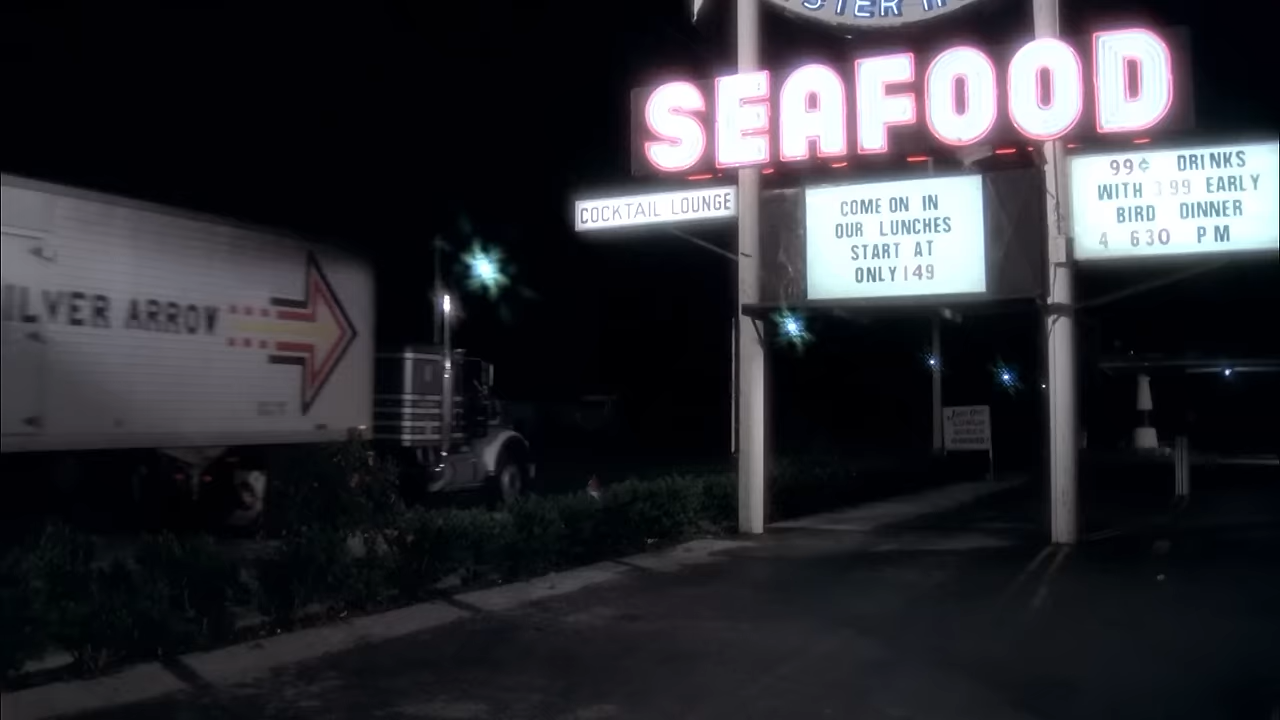 SEAFOOD
COCKTAIL LOUNGE
COME ON IN
OUR LUNCHES
START AT
ONLY 149
99¢ DRINKS
WITH 399 EARLY
BIRD DINNER
4 630 PM
ILVER ARROW